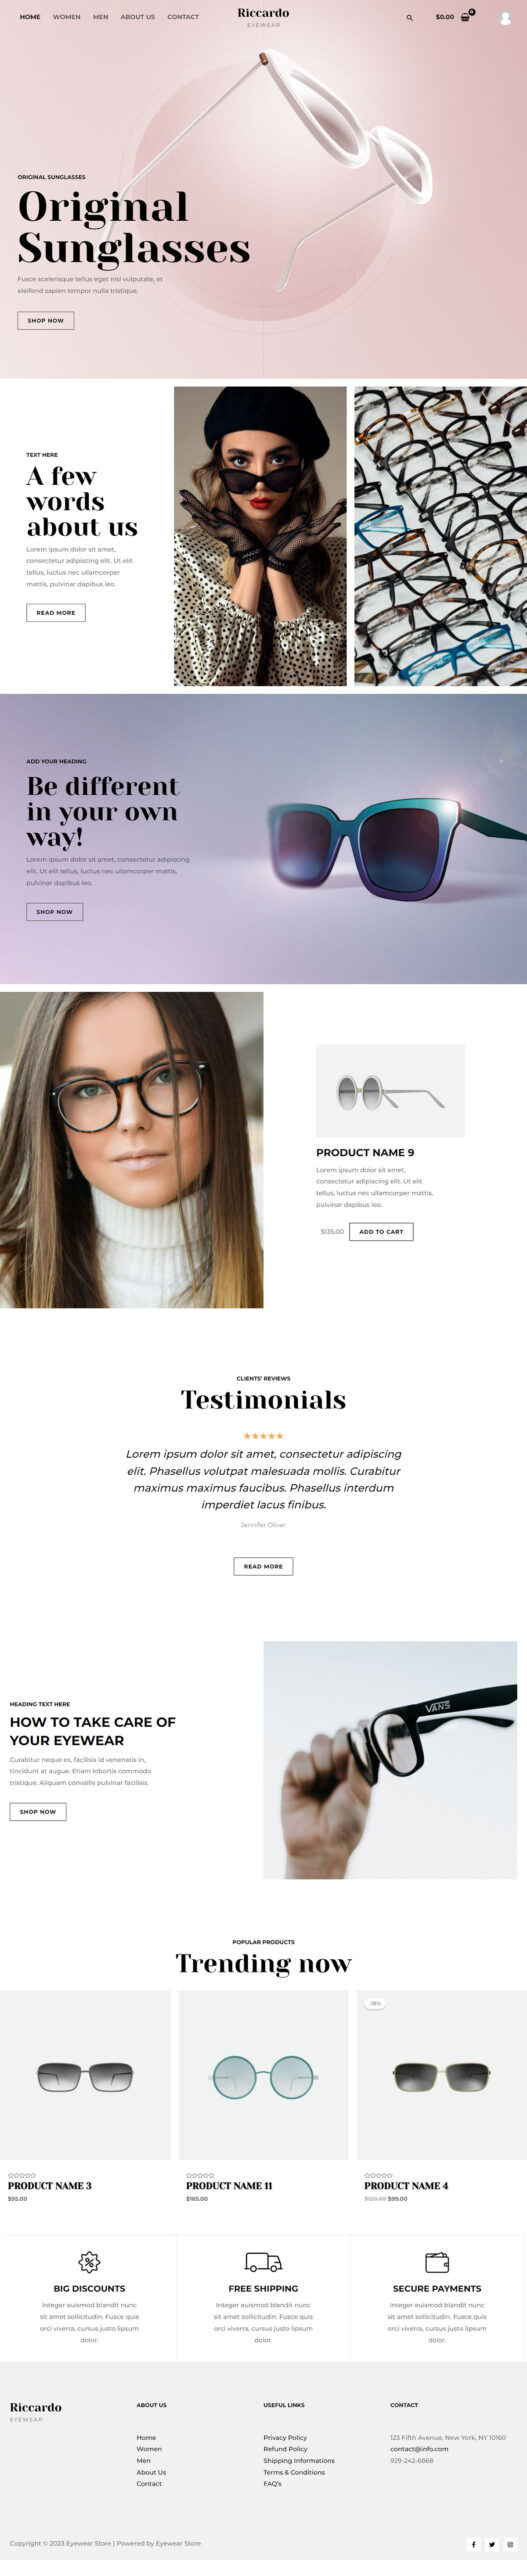 HOME WOMEN MEN ABOUT US CONTACT
Riccardo
EYEWEAR
$0.00
0
ORIGINAL SUNGLASSES
Original
Sunglasses
Fusce scelerisque tellus eget nisl vulputate, et
eleifend sapien tempor nulla tristique.
SHOP NOW
TEXT HERE
A few
words
about us
Lorem ipsum dolor sit amet,
consectetur adipiscing elit. Ut elit
tellus, luctus nec ullamcorper
mattis, pulvinar dapibus leo.
READ MORE
ADD YOUR HEADING
Be different
in your own
way!
Lorem ipsum dolor sit amet, consectetur adipiscing
elit. Ut elit tellus, luctus nec ullamcorper mattis,
pulvinar dapibus leo.
SHOP NOW
PRODUCT NAME 9
Lorem ipsum dolor sit amet,
consectetur adipiscing elit. Ut elit
tellus, luctus nec ullamcorper mattis,
pulvinar dapibus leo.
$135.00 ADD TO CART
CLIENTS' REVIEWS
Testimonials
Lorem ipsum dolor sit amet, consectetur adipiscing
elit. Phasellus volutpat malesuada mollis. Curabitur
maximus maximus faucibus. Phasellus interdum
imperdiet lacus finibus.
Jennifer Oliver
READ MORE
VANS
HEADING TEXT HERE
HOW TO TAKE CARE OF
YOUR EYEWEAR
Curabitur neque ex, facilisis id venenatis in,
tincidunt at augue. Etiam lobortis commodo
tristique. Aliquam convallis pulvinar facilisis.
SHOP NOW
POPULAR PRODUCTS
Trending now
PRODUCT NAME 3
$95.00
PRODUCT NAME 11
$185.00
PRODUCT NAME 4
$120.00 $99.00
BIG DISCOUNTS
Integer euismod blandit nunc
sit amet sollicitudin. Fusce quis
orci viverra, cursus justo lipsum
dolor.
FREE SHIPPING
Integer euismod blandit nunc
sit amet sollicitudin. Fusce quis
orci viverra, cursus justo lipsum
dolor.
SECURE PAYMENTS
Integer euismod blandit nunc
sit amet sollicitudin. Fusce quis
orci viverra, cursus justo lipsum
dolor.
Riccardo
EYEWEAR
ABOUT US
Home
Women
Men
About Us
Contact
USEFUL LINKS
Privacy Policy
Refund Policy
Shipping Informations
Terms & Conditions
FAQ's
CONTACT
123 Fifth Avenue, New York, NY 10160
contact@info.com
929-242-6868
Copyright © 2023 Eyewear Store | Powered by Eyewear Store